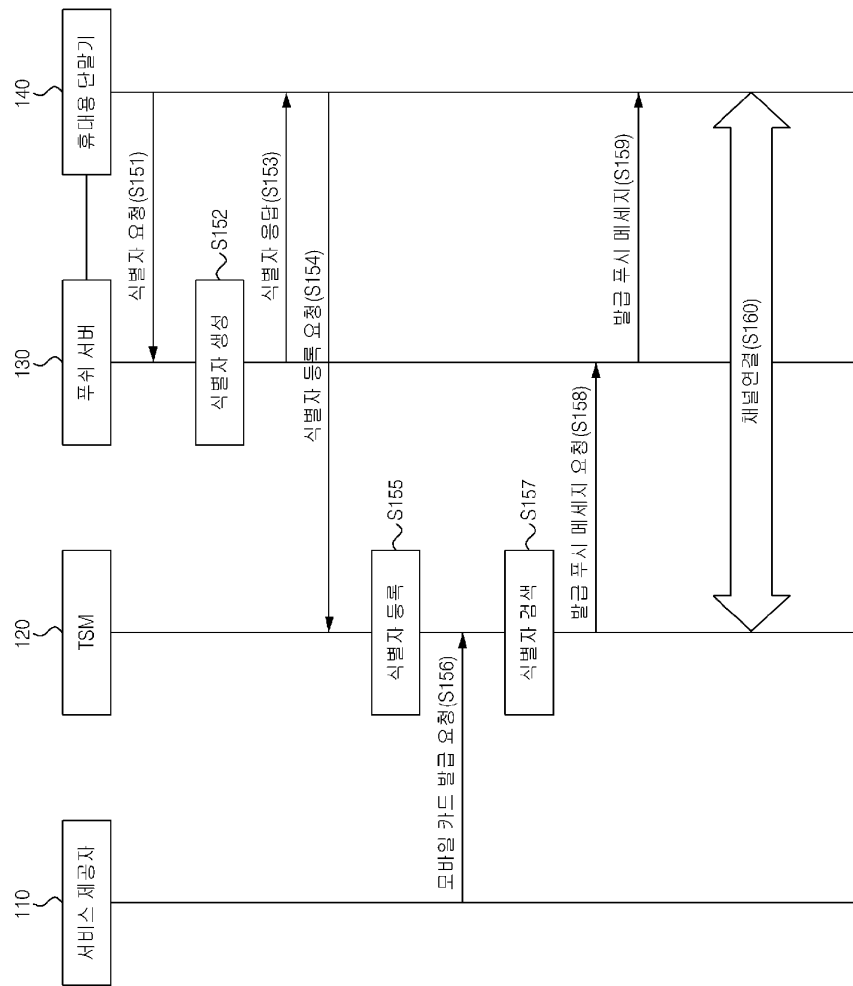 110
서비스 제공자
120
TSM
130
푸쉬 서버
140
휴대용 단말기
식별자 요청(S151)
식별자 생성
S152
식별자 응답(S153)
식별자 등록 요청(S154)
식별자 등록
S155
모바일 카드 발급 요청(S156)
식별자 검색
S157
발급 푸시 메세지 요청(S158)
발급 푸시 메세지(S159)
채널연결(S160)